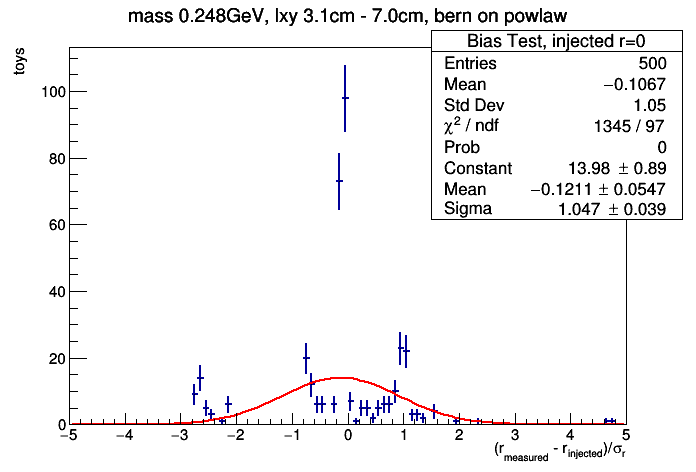 mass 0.248GeV, lxy 3.1cm - 7.0cm, bern on powlaw
Bias Test, injected r=0
Entries 500
Mean −0.1067
Std Dev 1.05
χ² / ndf 1345 / 97
Prob 0
Constant 13.98 ± 0.89
Mean −0.1211 ± 0.0547
Sigma 1.047 ± 0.039
toys
100
80
60
40
20
0
−5 −4 −3 −2 −1 0 1 2 3 4 5
(r_measured - r_injected)/σ_r